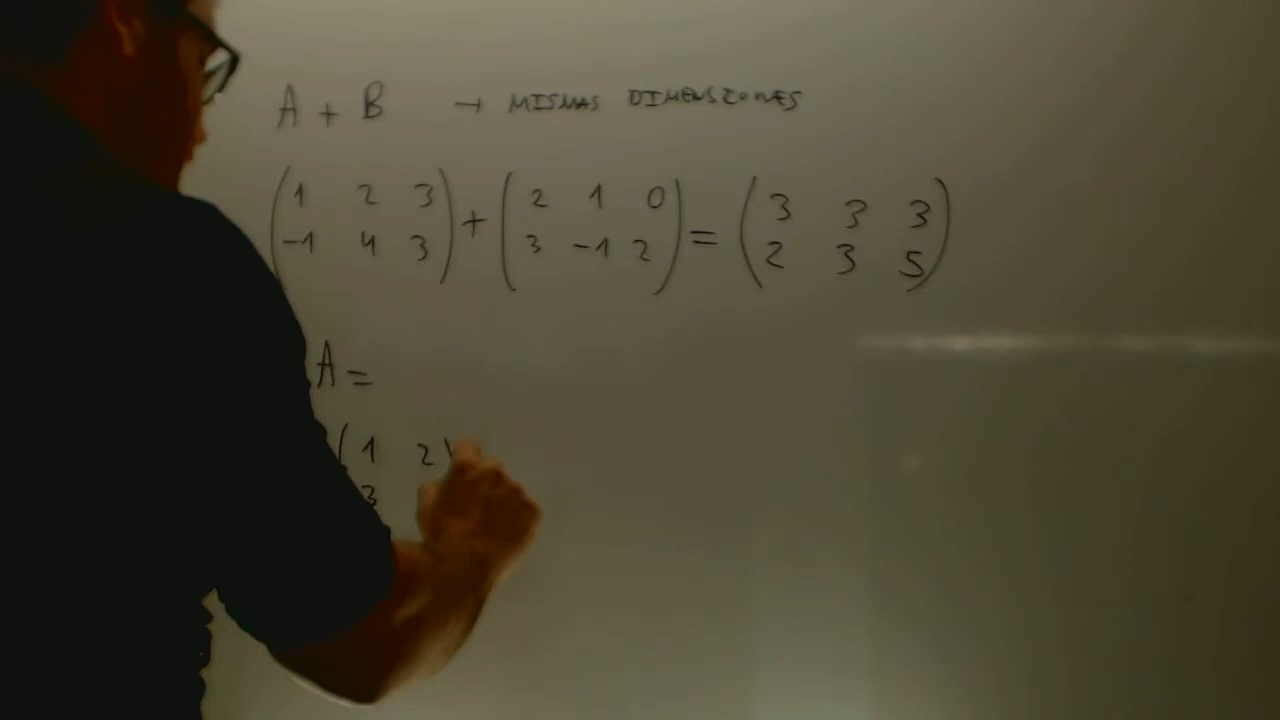 A + B → MISMAS DIMENSIONES
( 1 2 3 ) + ( 2 1 0 ) = ( 3 3 3 )
( -1 4 3 ) ( 3 -1 2 ) ( 2 3 5 )
A =
( 1 2 )
3